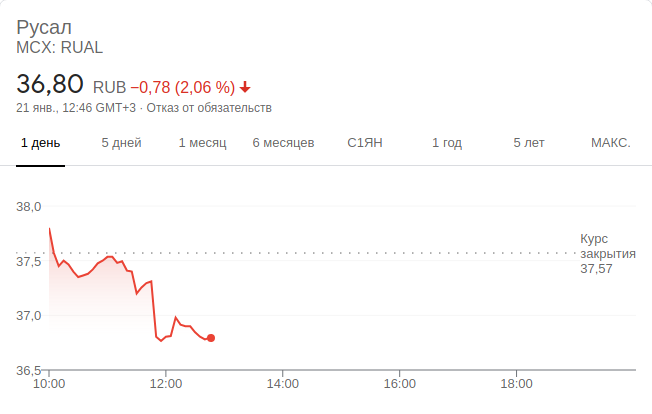 Русал
MCX: RUAL
36,80 RUB −0,78 (2,06 %)
21 янв., 12:46 GMT+3 · Отказ от обязательств
1 день 5 дней 1 месяц 6 месяцев С1ЯН 1 год 5 лет МАКС.
38,0
37,5
37,0
36,5
Курс
закрытия
37,57
10:00 12:00 14:00 16:00 18:00